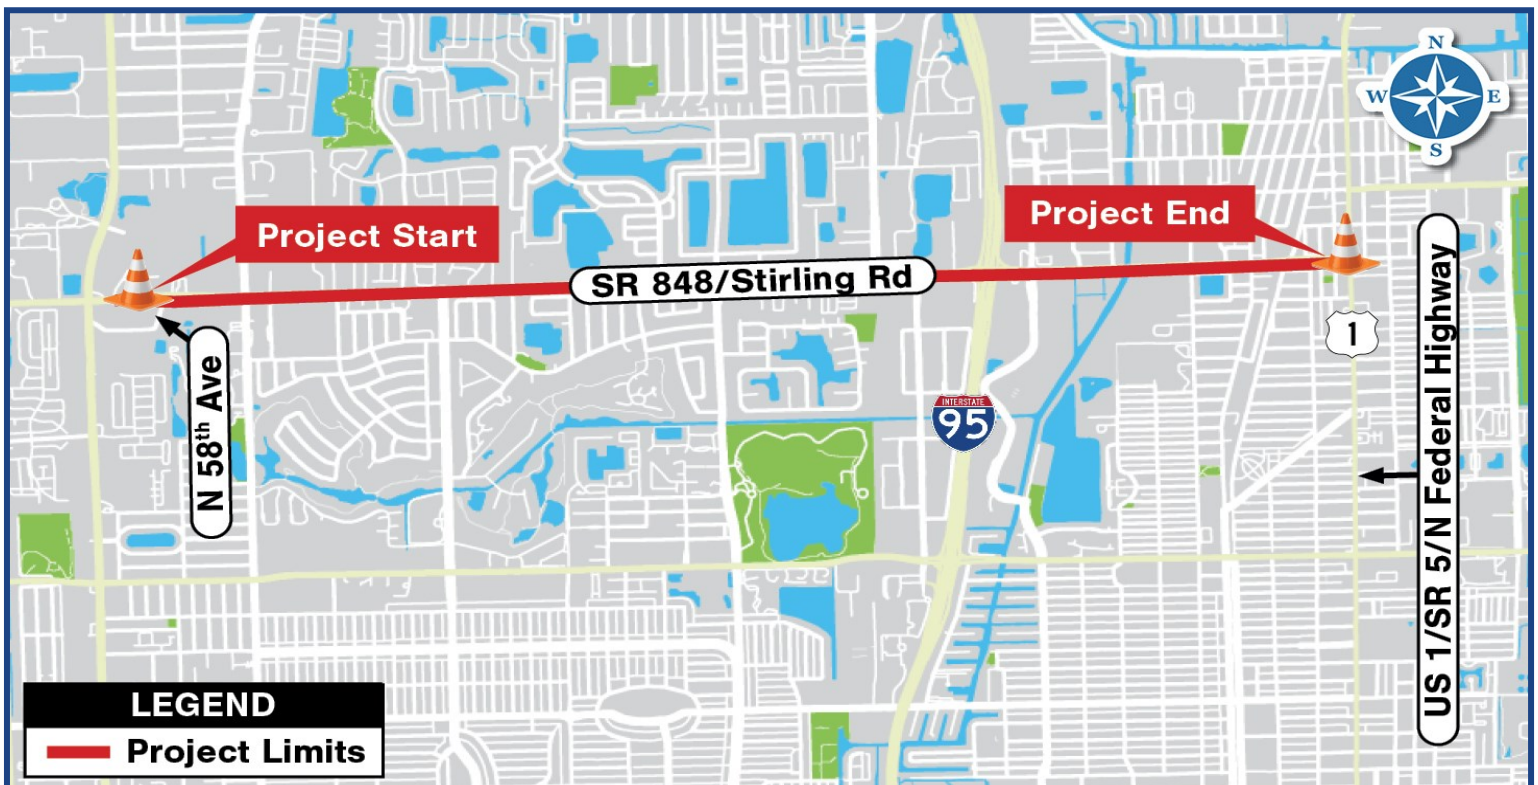 N
W
E
S
Project Start
Project End
SR 848/Stirling Rd
1
N 58th Ave
INTERSTATE
95
US 1/SR 5/N Federal Highway
LEGEND
Project Limits